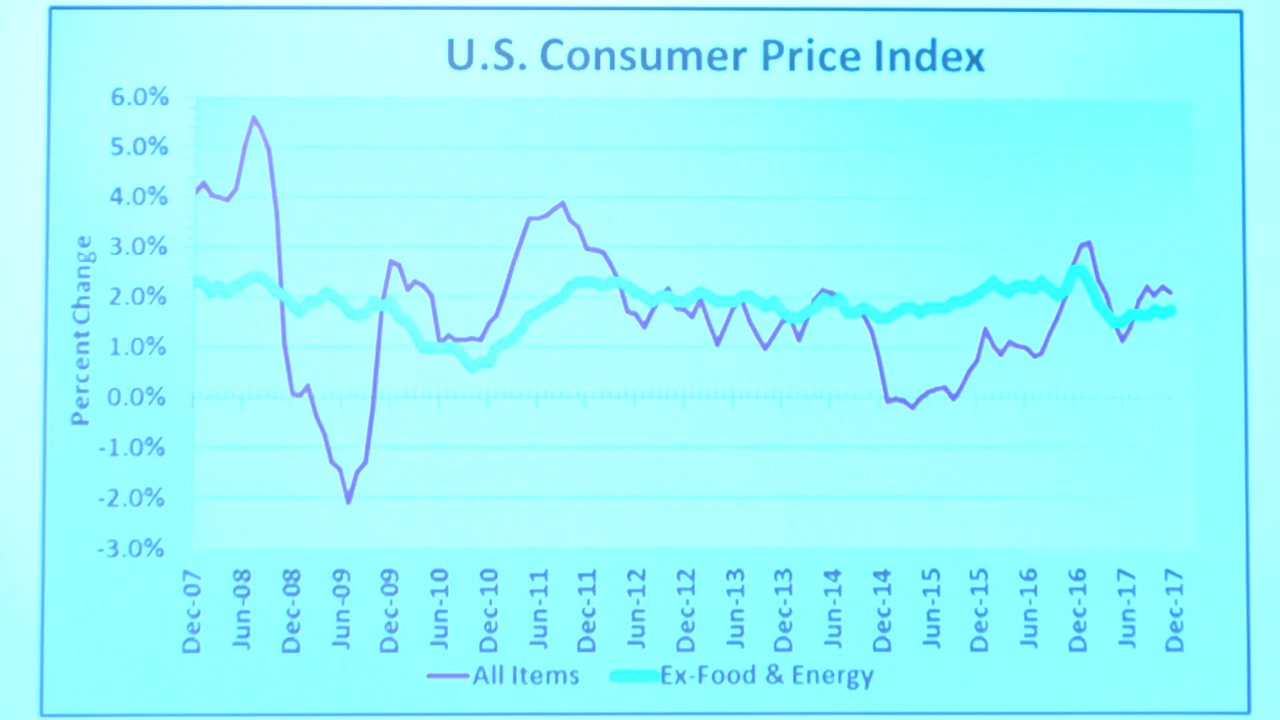 U.S. Consumer Price Index
6.0%
5.0%
4.0%
3.0%
2.0%
1.0%
0.0%
-1.0%
-2.0%
-3.0%
Percent Change
Dec-07
Jun-08
Dec-08
Jun-09
Dec-09
Jun-10
Dec-10
Jun-11
Dec-11
Jun-12
Dec-12
Jun-13
Dec-13
Jun-14
Dec-14
Jun-15
Dec-15
Jun-16
Dec-16
Jun-17
Dec-17
All Items
Ex-Food & Energy